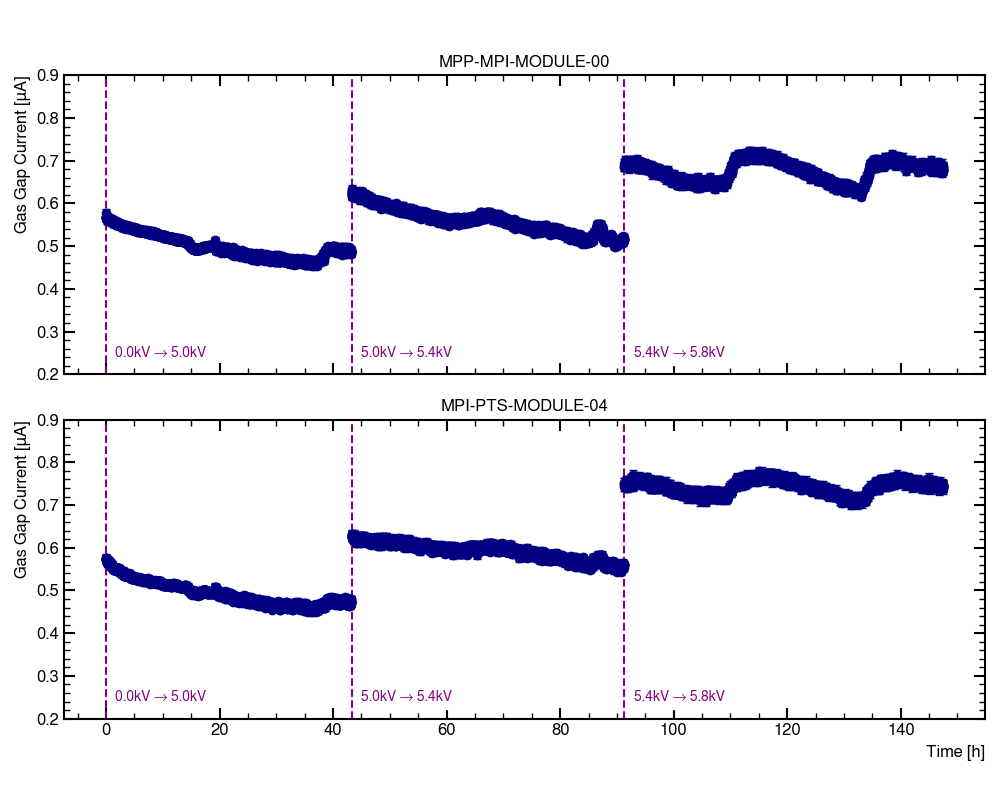 MPP-MPI-MODULE-00
Gas Gap Current [µA]
0.9
0.8
0.7
0.6
0.5
0.4
0.3
0.2
0.0kV → 5.0kV
5.0kV → 5.4kV
5.4kV → 5.8kV
MPI-PTS-MODULE-04
Gas Gap Current [µA]
0.9
0.8
0.7
0.6
0.5
0.4
0.3
0.2
0.0kV → 5.0kV
5.0kV → 5.4kV
5.4kV → 5.8kV
0 20 40 60 80 100 120 140
Time [h]